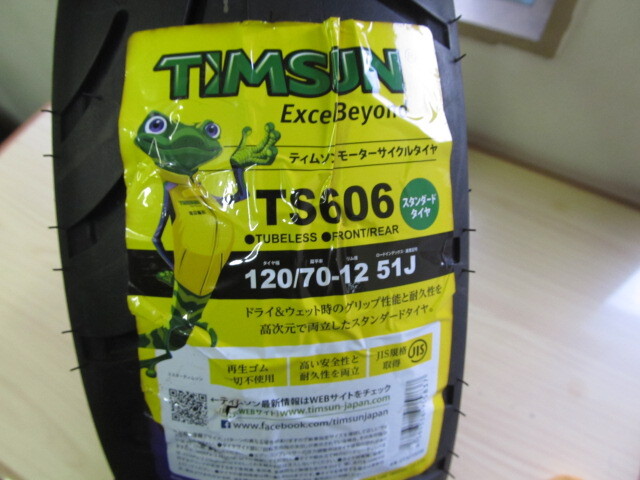 TIMSUN
ExceBeyond
ティムソン モーターサイクルタイヤ
TS606
スタンダード
タイヤ
●TUBELESS ●FRONT/REAR
120/70-12 51J
ドライ&ウェット時のグリップ性能と耐久性を
高次元で両立したスタンダードタイヤ。
再生ゴム
一切不使用
高い安全性と
耐久性を両立
JIS規格
取得
JIS
ティムソン最新情報はWEBサイトをチェック
WEBサイト www.timsun-japan.com
www.facebook.com/timsunjapan